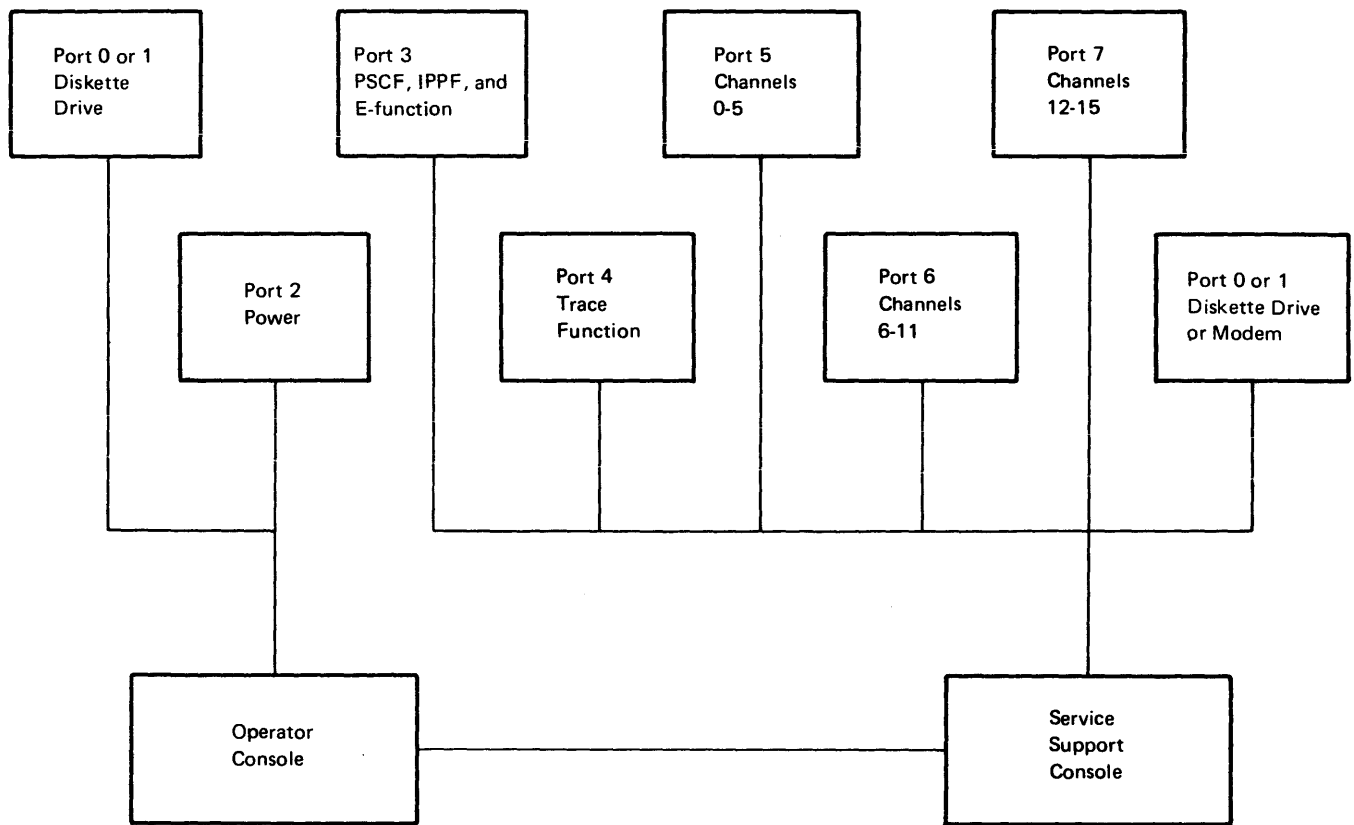 Port 0 or 1
Diskette
Drive
Port 3
PSCF, IPPF, and
E-function
Port 5
Channels
0-5
Port 7
Channels
12-15
Port 2
Power
Port 4
Trace
Function
Port 6
Channels
6-11
Port 0 or 1
Diskette Drive
or Modem
Operator
Console
Service
Support
Console